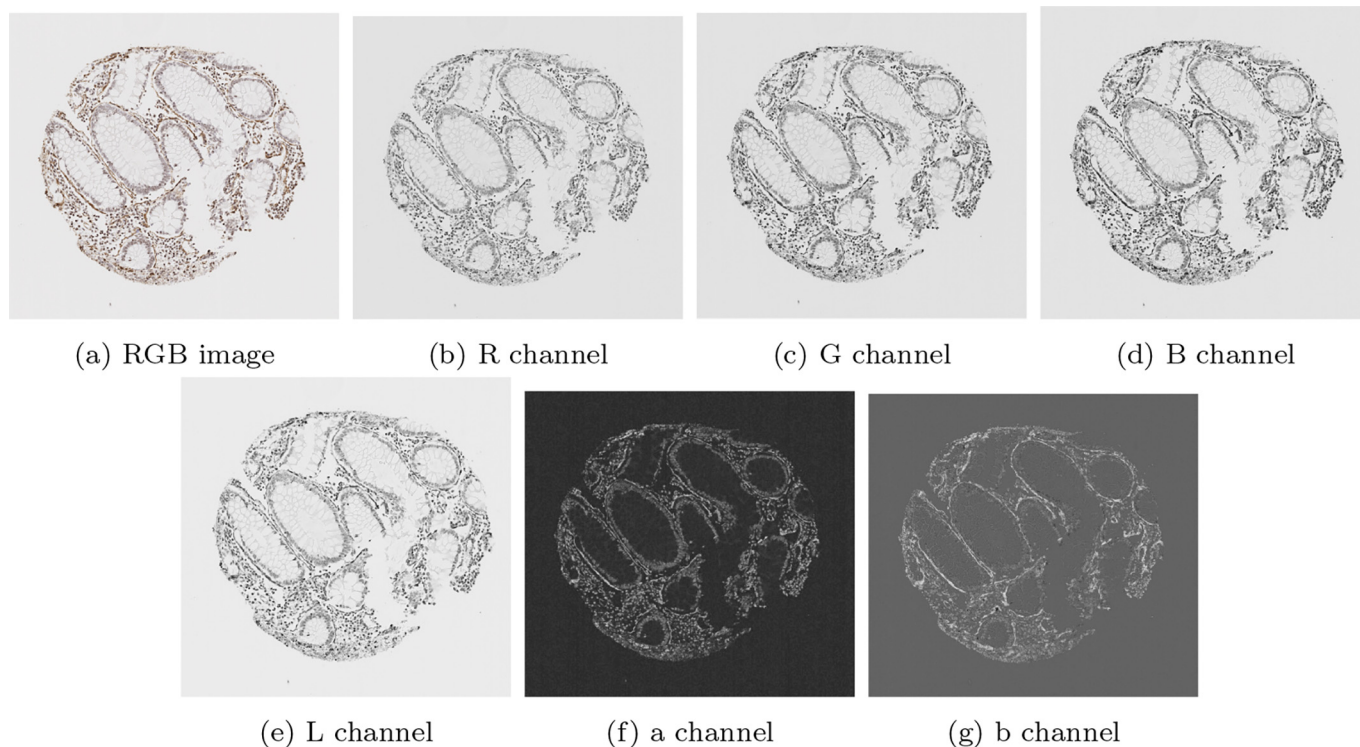 (a) RGB image
(b) R channel
(c) G channel
(d) B channel
(e) L channel
(f) a channel
(g) b channel